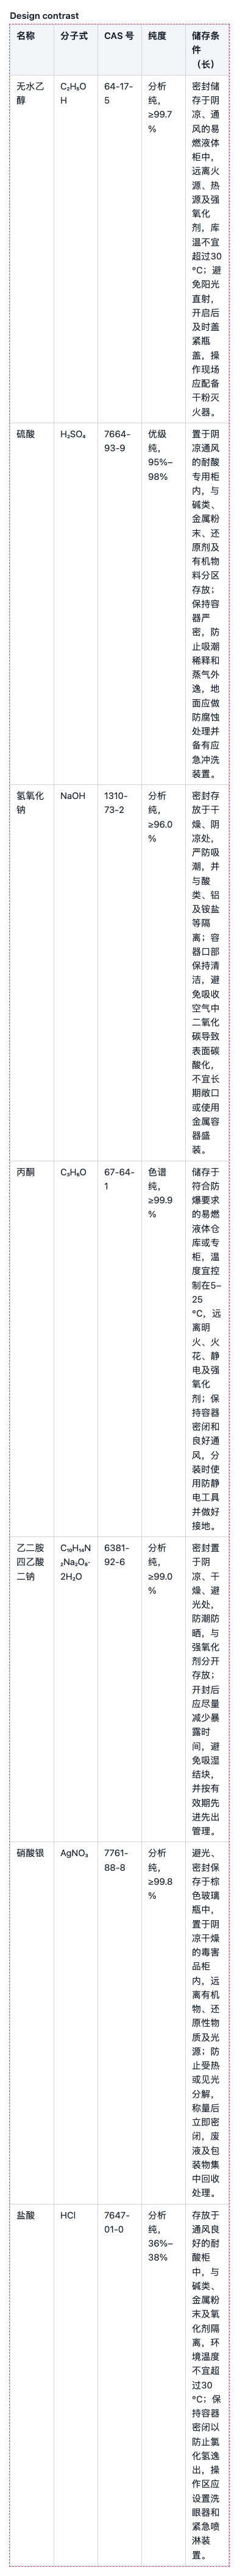 Design contrast
名称
分子式
CAS 号
纯度
储存条
件
（长）
无水乙
醇
C₂H₆O
H
64-17-
5
分析
纯，
≥99.7
%
密封储
存于阴
凉、通
风的易
燃液体
柜中，
远离火
源、热
源及强
氧化
剂，库
温不宜
超过30
°C；避
免阳光
直射，
开启后
及时盖
紧瓶
盖，操
作现场
应配备
干粉灭
火器。
硫酸
H₂SO₄
7664-
93-9
优级
纯，
95%–
98%
置于阴
凉通风
的耐酸
专用柜
内，与
碱类、
金属粉
末、还
原剂及
有机物
料分区
存放；
保持容
器严
密，防
止吸潮
稀释和
蒸气外
逸，地
面应做
防腐蚀
处理并
备有应
急冲洗
装置。
氢氧化
钠
NaOH
1310-
73-2
分析
纯，
≥96.0
%
密封存
放于干
燥、阴
凉处，
严防吸
潮，并
与酸
类、铝
及铵盐
等隔
离；容
器口部
保持清
洁，避
免吸收
空气中
二氧化
碳导致
表面碳
酸化，
不宜长
期敞口
或使用
金属容
器盛
装。
丙酮
C₃H₆O
67-64-
1
色谱
纯，
≥99.9
%
储存于
符合防
爆要求
的易燃
液体仓
库或专
柜，温
度宜控
制在5–
25
°C，远
离明
火、火
花、静
电及强
氧化
剂；保
持容器
密闭和
良好通
风，分
装时使
用防静
电工具
并做好
接地。
乙二胺
四乙酸
二钠
C₁₀H₁₄N
₂Na₂O₈·
2H₂O
6381-
92-6
分析
纯，
≥99.0
%
密封置
于阴
凉、干
燥、避
光处，
防潮防
晒，与
强氧化
剂分开
存放；
开封后
应尽量
减少暴
露时
间，避
免吸湿
结块，
并按有
效期先
进先出
管理。
硝酸银
AgNO₃
7761-
88-8
分析
纯，
≥99.8
%
避光、
密封保
存于棕
色玻璃
瓶中，
置于阴
凉干燥
的毒害
品柜
内，远
离有机
物、还
原性物
质及光
源；防
止受热
或见光
分解，
称量后
立即密
闭，废
液及包
装物集
中回收
处理。
盐酸
HCl
7647-
01-0
分析
纯，
36%–
38%
存放于
通风良
好的耐
酸柜
中，与
碱类、
金属粉
末及氧
化剂隔
离，环
境温度
不宜超
过30
°C；保
持容器
密闭以
防止氯
化氢逸
出，操
作区应
设置洗
眼器和
紧急喷
淋装
置。